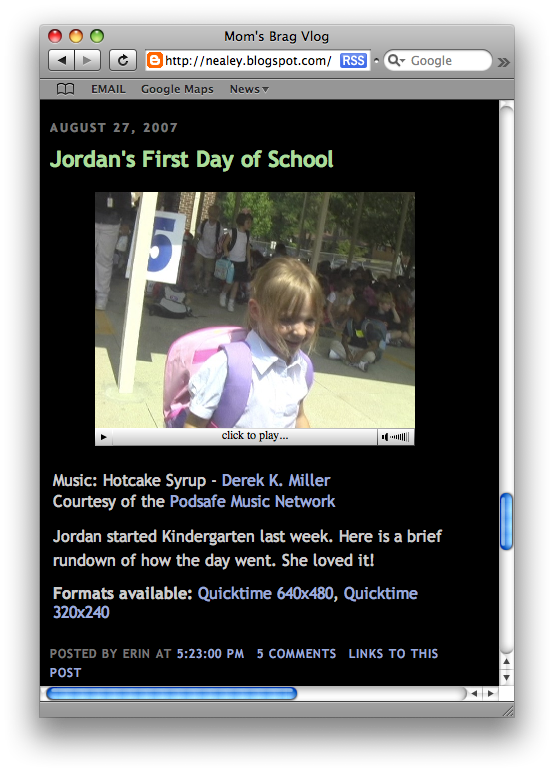 Mom's Brag Vlog
http://nealey.blogspot.com/ RSS Google
EMAIL Google Maps News
AUGUST 27, 2007
Jordan's First Day of School
5
click to play...
Music: Hotcake Syrup - Derek K. Miller
Courtesy of the Podsafe Music Network
Jordan started Kindergarten last week. Here is a brief
rundown of how the day went. She loved it!
Formats available: Quicktime 640x480, Quicktime
320x240
POSTED BY ERIN AT 5:23:00 PM 5 COMMENTS LINKS TO THIS
POST